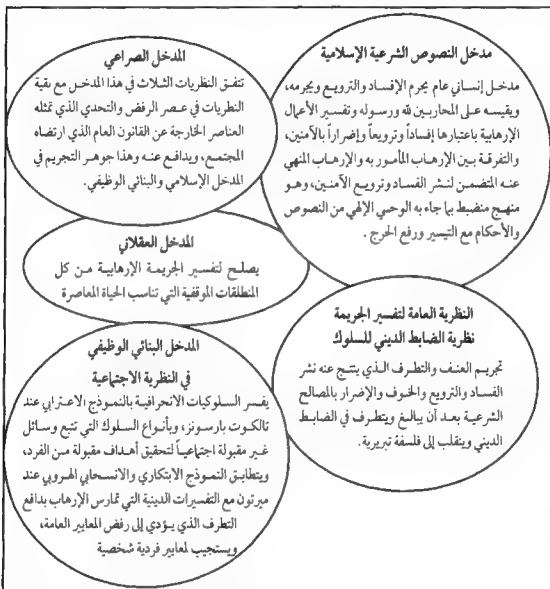 مدخل النصوص الشرعية الإسلامية
مدخل إنساني عام يحرم الإفساد والترويع ويجرمه،
ويقيسه على المحاربين لله ورسوله وتفسير الأعمال
الإرهابية باعتبارها إفساداً وترويعاً وإضراراً بالآمنين،
والتفرقة بين الإرهاب المأمور به والإرهاب المنهي
عنه المتضمن لنشر الفساد وترويع الآمنين، وهو
منهج منضبط بما جاء به الوحي الإلهي من النصوص
والأحكام مع التيسير ورفع الحرج .
المدخل الصراعي
تتفق النظريات الثلاث في هذا المدخل مع بقية
النظريات في عصر الرفض والتحدي الذي تمثله
العناصر الخارجة عن القانون العام الذي ارتضاه
المجتمع، ويدافع عنه وهذا جوهر التجريم في
المدخل الإسلامي والبنائي الوظيفي.
المدخل العقلاني
يصلح لتفسير الجريمة الإرهابية من كل
المنطلقات الموقفية التي تناسب الحياة المعاصرة
النظرية العامة لتفسير الجريمة
نظرية الضابط الديني للسلوك
تجريم العنف والتطرف الذي ينتج عنه نشر
الفساد والترويع والخوف والإضرار بالمصالح
الشرعية بعد أن يبالغ ويتطرف في الضابط
الديني وينقلب إلى فلسفة تبريرية.
المدخل البنائي الوظيفي
في النظرية الاجتماعية
يفسر السلوكيات الانحرافية بالنموذج الاغترابي عند
تالكوت بارسونز، وبأنواع السلوك التي تتبع وسائل
غير مقبولة اجتماعياً لتحقيق أهداف مقبولة من الفرد،
ويتطابق النموذج الابتكاري والانسحابي الهروبي عند
ميرتون مع التفسيرات الدينية التي تمارس الإرهاب بدافع
التطرف الذي يؤدي إلى رفض المعايير العامة،
ويستجيب لمعايير فردية شخصية